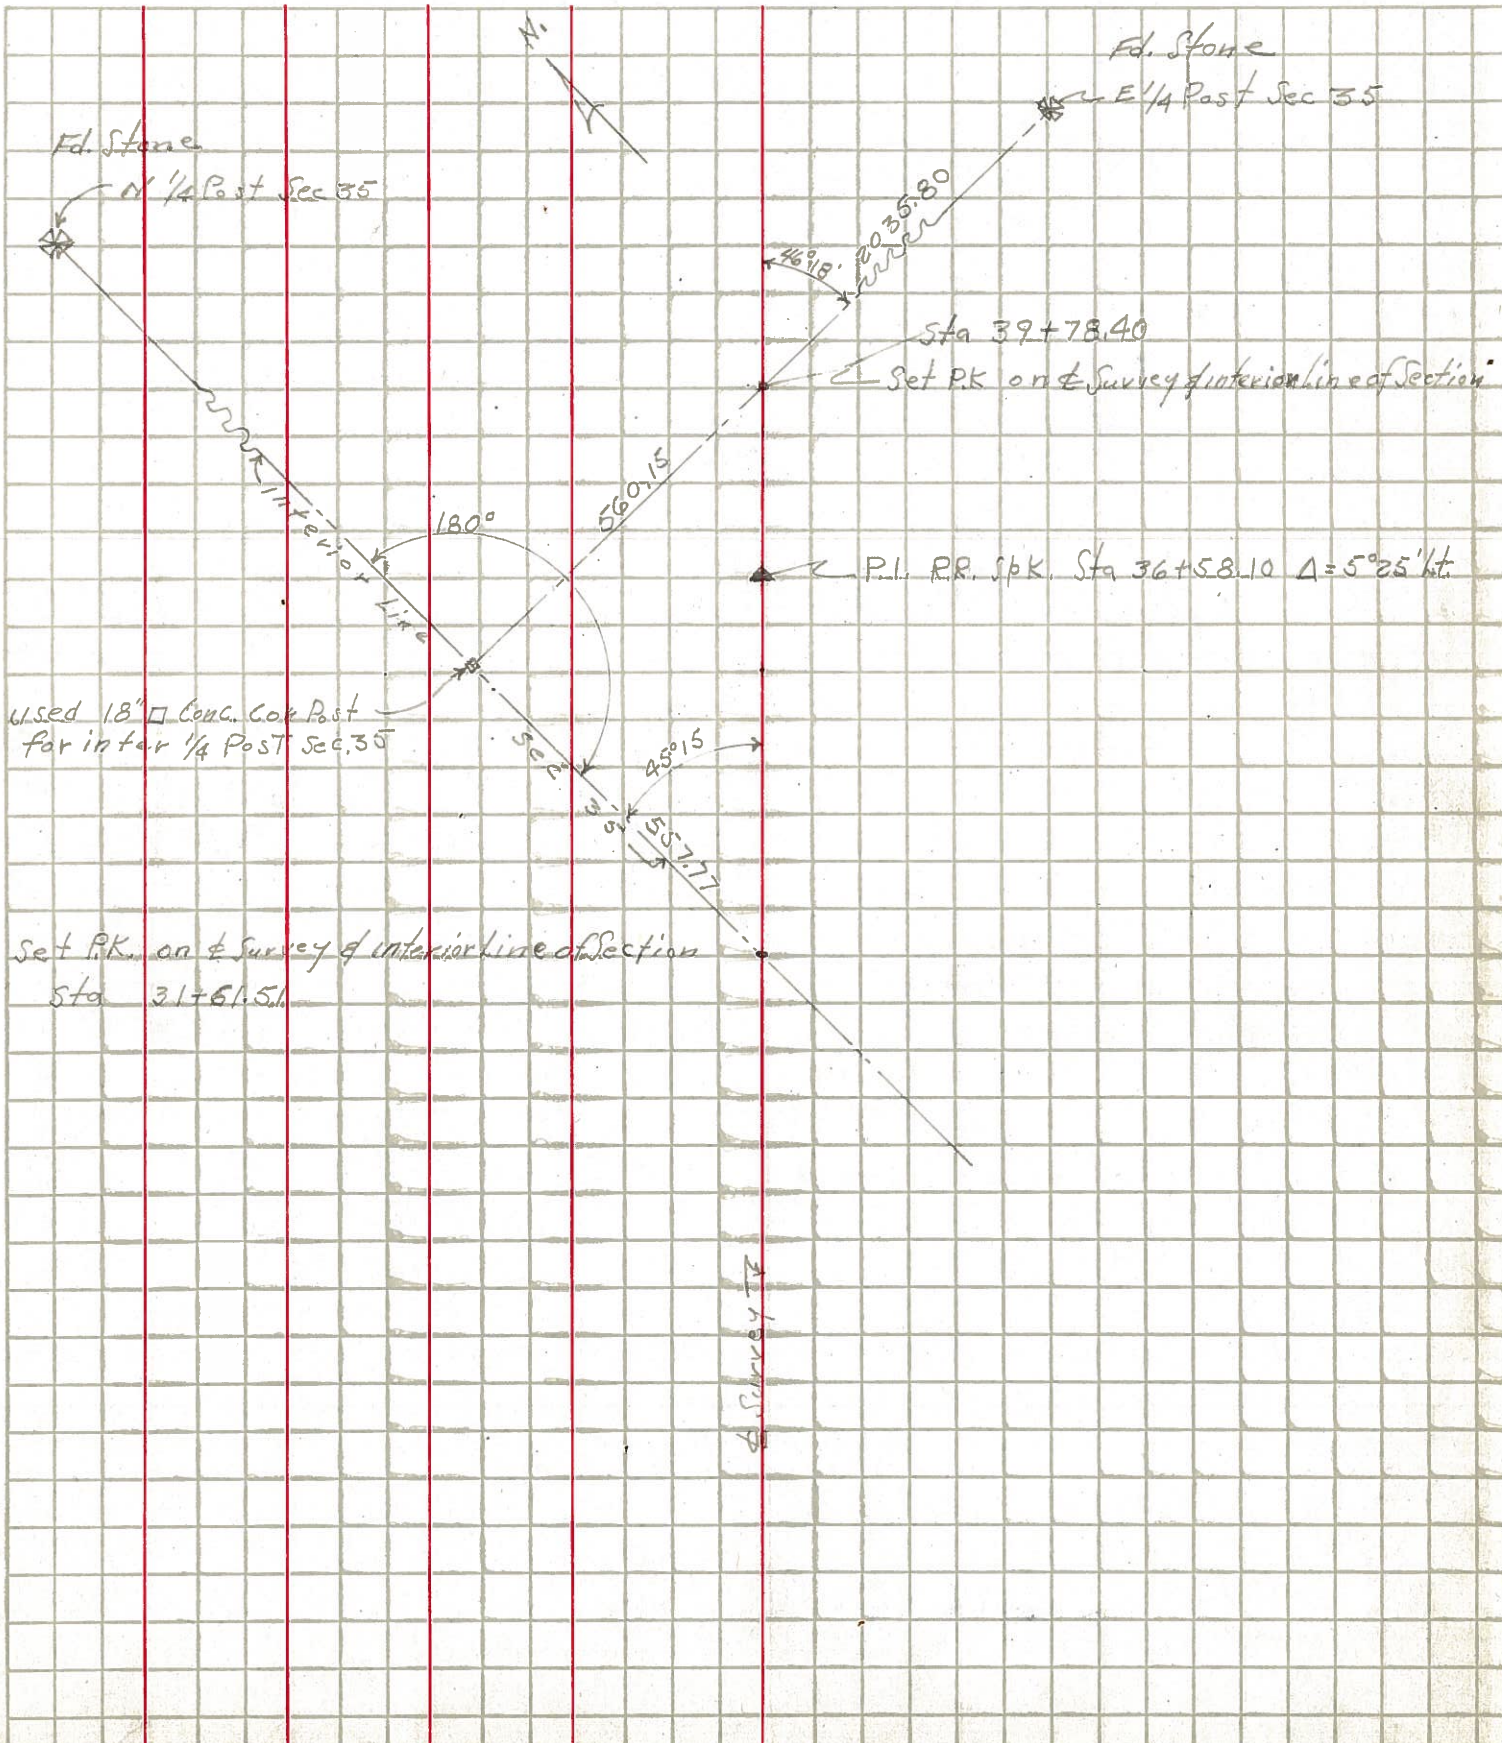 N.
Fd. Stone
E 1/4 Post Sec 35
Fd. Stone
N 1/4 Post Sec 35
2035.80
46°18'
Sta 39+78.40
Set P.K on ℄ Survey & interior Line of Section
560.15
Interior Line Sec 35
180°
P.I. R.R. Spk. Sta 36+58.10 Δ=5°25' Lt.
Used 18"□ Conc. Cor Post
for inter 1/4 Post Sec. 35
45°15
557.77
Set P.K. on ℄ Survey & interior Line of Section
Sta 31+61.51
℄ Survey